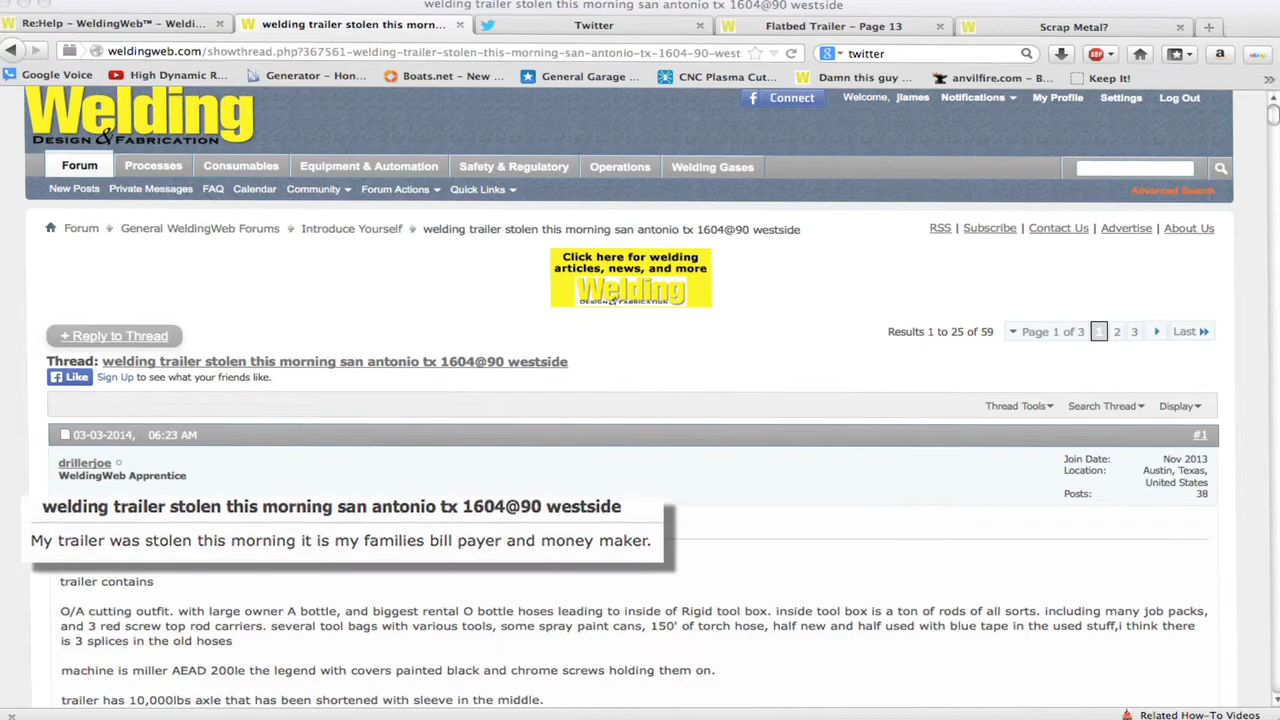 welding trailer stolen this morning san antonio tx 1604@90 westside
Re:Help - WeldingWeb™ - Weldi...
welding trailer stolen this morn...
Twitter
Flatbed Trailer - Page 13
Scrap Metal?
weldingweb.com/showthread.php?367561-welding-trailer-stolen-this-morning-san-antonio-tx-1604-90-west
twitter
ABP
a
Google Voice
High Dynamic R...
Generator - Hon...
Boats.net - New ...
General Garage ...
CNC Plasma Cut...
Damn this guy ...
anvilfire.com - B...
Keep It!
Welding
DESIGN & FABRICATION
Connect
Welcome, jlames
Notifications
My Profile
Settings
Log Out
Forum
Processes
Consumables
Equipment & Automation
Safety & Regulatory
Operations
Welding Gases
New Posts
Private Messages
FAQ
Calendar
Community
Forum Actions
Quick Links
Advanced Search
Forum
General WeldingWeb Forums
Introduce Yourself
welding trailer stolen this morning san antonio tx 1604@90 westside
RSS | Subscribe | Contact Us | Advertise | About Us
Click here for welding
articles, news, and more
Welding
DESIGN & FABRICATION
+ Reply to Thread
Results 1 to 25 of 59
Page 1 of 3
1
2
3
Last
Thread: welding trailer stolen this morning san antonio tx 1604@90 westside
Like
Sign Up to see what your friends like.
Thread Tools
Search Thread
Display
03-03-2014, 06:23 AM
#1
drillerjoe
WeldingWeb Apprentice
Join Date: Nov 2013
Location: Austin, Texas,
United States
Posts: 38
welding trailer stolen this morning san antonio tx 1604@90 westside
My trailer was stolen this morning it is my families bill payer and money maker.
trailer contains
O/A cutting outfit. with large owner A bottle, and biggest rental O bottle hoses leading to inside of Rigid tool box. inside tool box is a ton of rods of all sorts. including many job packs,
and 3 red screw top rod carriers. several tool bags with various tools, some spray paint cans, 150' of torch hose, half new and half used with blue tape in the used stuff,i think there
is 3 splices in the old hoses
machine is miller AEAD 200le the legend with covers painted black and chrome screws holding them on.
trailer has 10,000lbs axle that has been shortened with sleeve in the middle.
Related How-To Videos